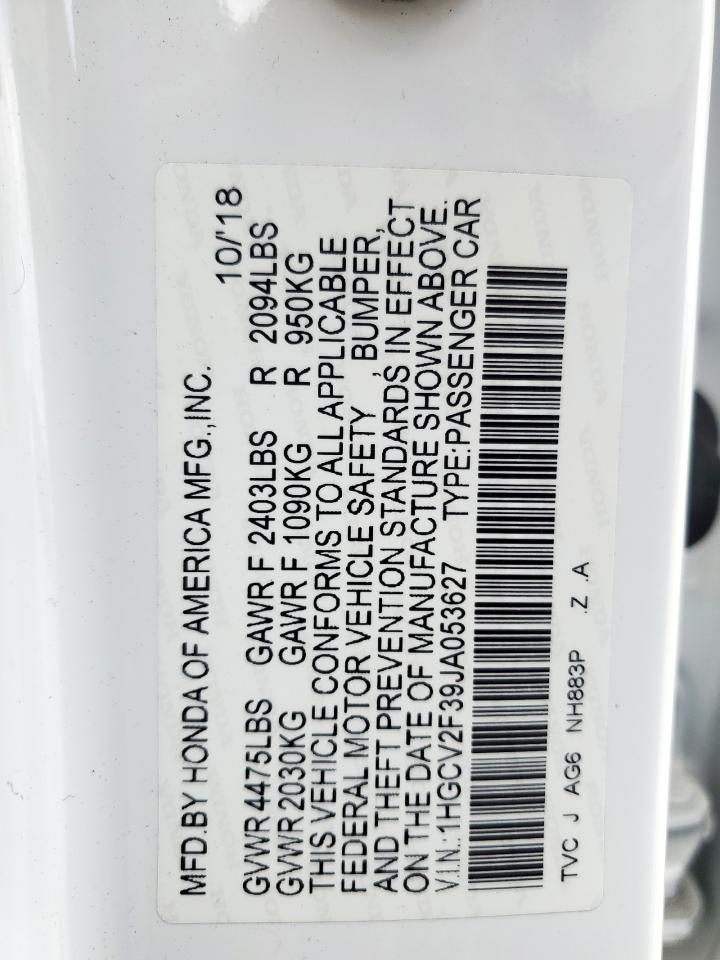 MFD.BY HONDA OF AMERICA MFG.,INC.
10/'18
GVWR 4475LBS GAWR F 2403LBS R 2094LBS
GVWR 2030KG GAWR F 1090KG R 950KG
THIS VEHICLE CONFORMS TO ALL APPLICABLE
FEDERAL MOTOR VEHICLE SAFETY , BUMPER,
AND THEFT PREVENTION STANDARDS IN EFFECT
ON THE DATE OF MANUFACTURE SHOWN ABOVE.
V.I.N.:1HGCV2F39JA053627 TYPE:PASSENGER CAR
TVC J AG6 NH883P .Z .A